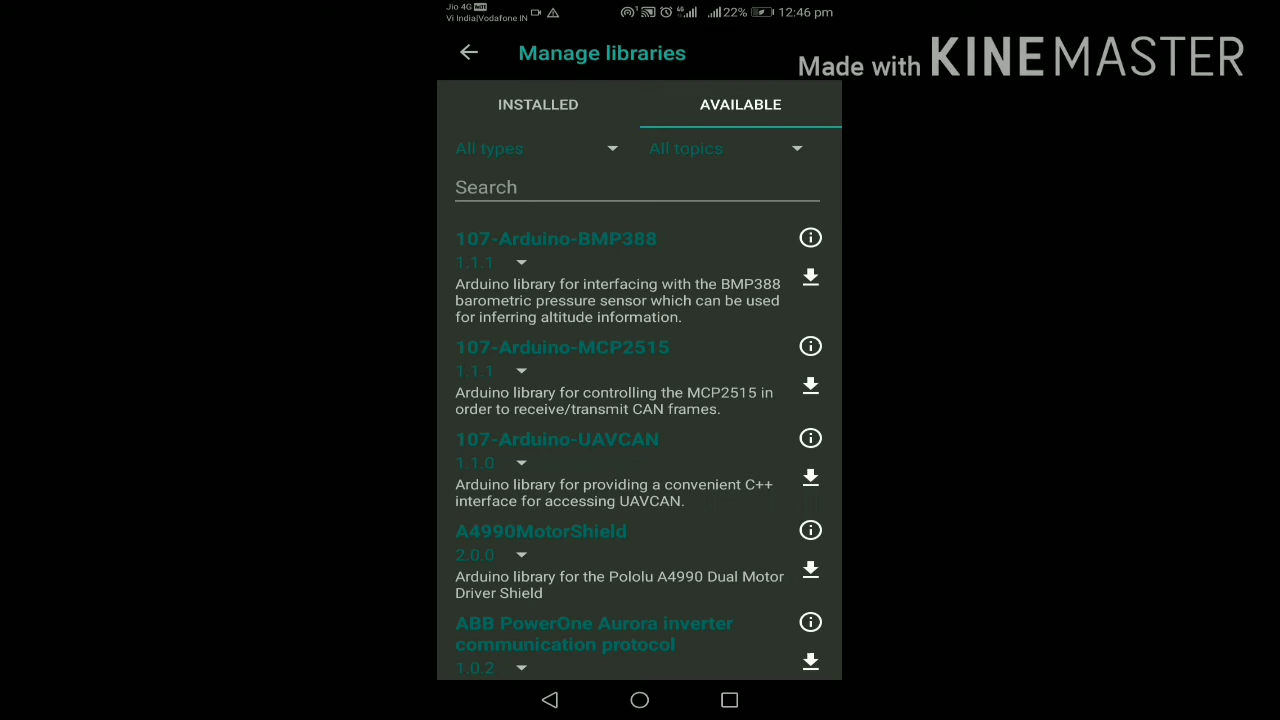 Jio 4G VoD
Vi India|Vodafone IN
4G
22%
12:46 pm
Manage libraries
Made with KINEMASTER
INSTALLED
AVAILABLE
All types
All topics
Search
107-Arduino-BMP388
1.1.1
Arduino library for interfacing with the BMP388
barometric pressure sensor which can be used
for inferring altitude information.
107-Arduino-MCP2515
1.1.1
Arduino library for controlling the MCP2515 in
order to receive/transmit CAN frames.
107-Arduino-UAVCAN
1.1.0
Arduino library for providing a convenient C++
interface for accessing UAVCAN.
A4990MotorShield
2.0.0
Arduino library for the Pololu A4990 Dual Motor
Driver Shield
ABB PowerOne Aurora inverter
communication protocol
1.0.2